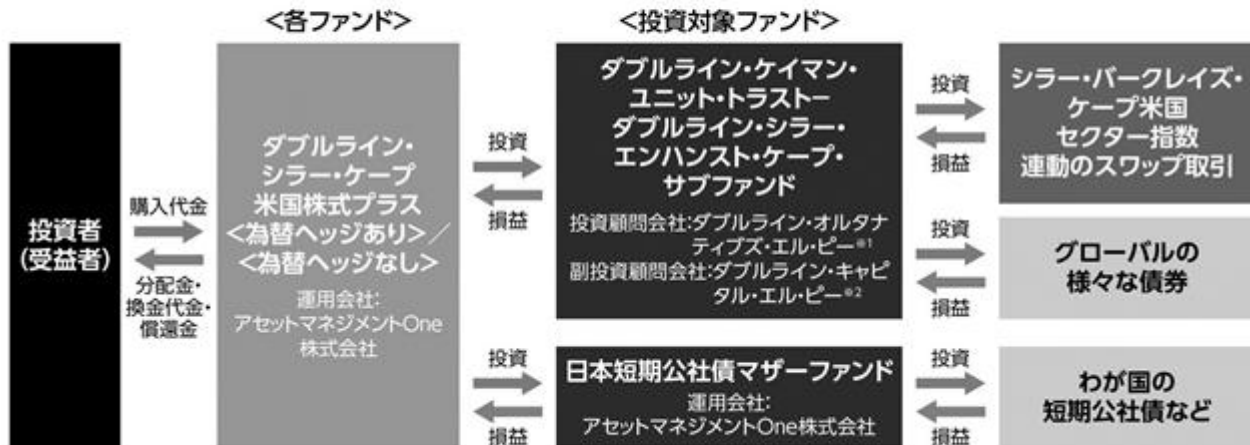 <各ファンド>
<投資対象ファンド>
投資者
(受益者)
購入代金
分配金・
換金代金・
償還金
ダブルライン・
シラー・ケープ
米国株式プラス
<為替ヘッジあり>/
<為替ヘッジなし>
運用会社:
アセットマネジメントOne
株式会社
投資
損益
投資
損益
ダブルライン・ケイマン・
ユニット・トラストー
ダブルライン・シラー・
エンハンスト・ケープ・
サブファンド
投資顧問会社:ダブルライン・オルタナ
ティブズ・エル・ピー※1
副投資顧問会社:ダブルライン・キャピ
タル・エル・ピー※2
日本短期公社債マザーファンド
運用会社:
アセットマネジメントOne株式会社
投資
損益
シラー・バークレイズ・
ケープ米国
セクター指数
連動のスワップ取引
投資
損益
グローバルの
様々な債券
投資
損益
わが国の
短期公社債など